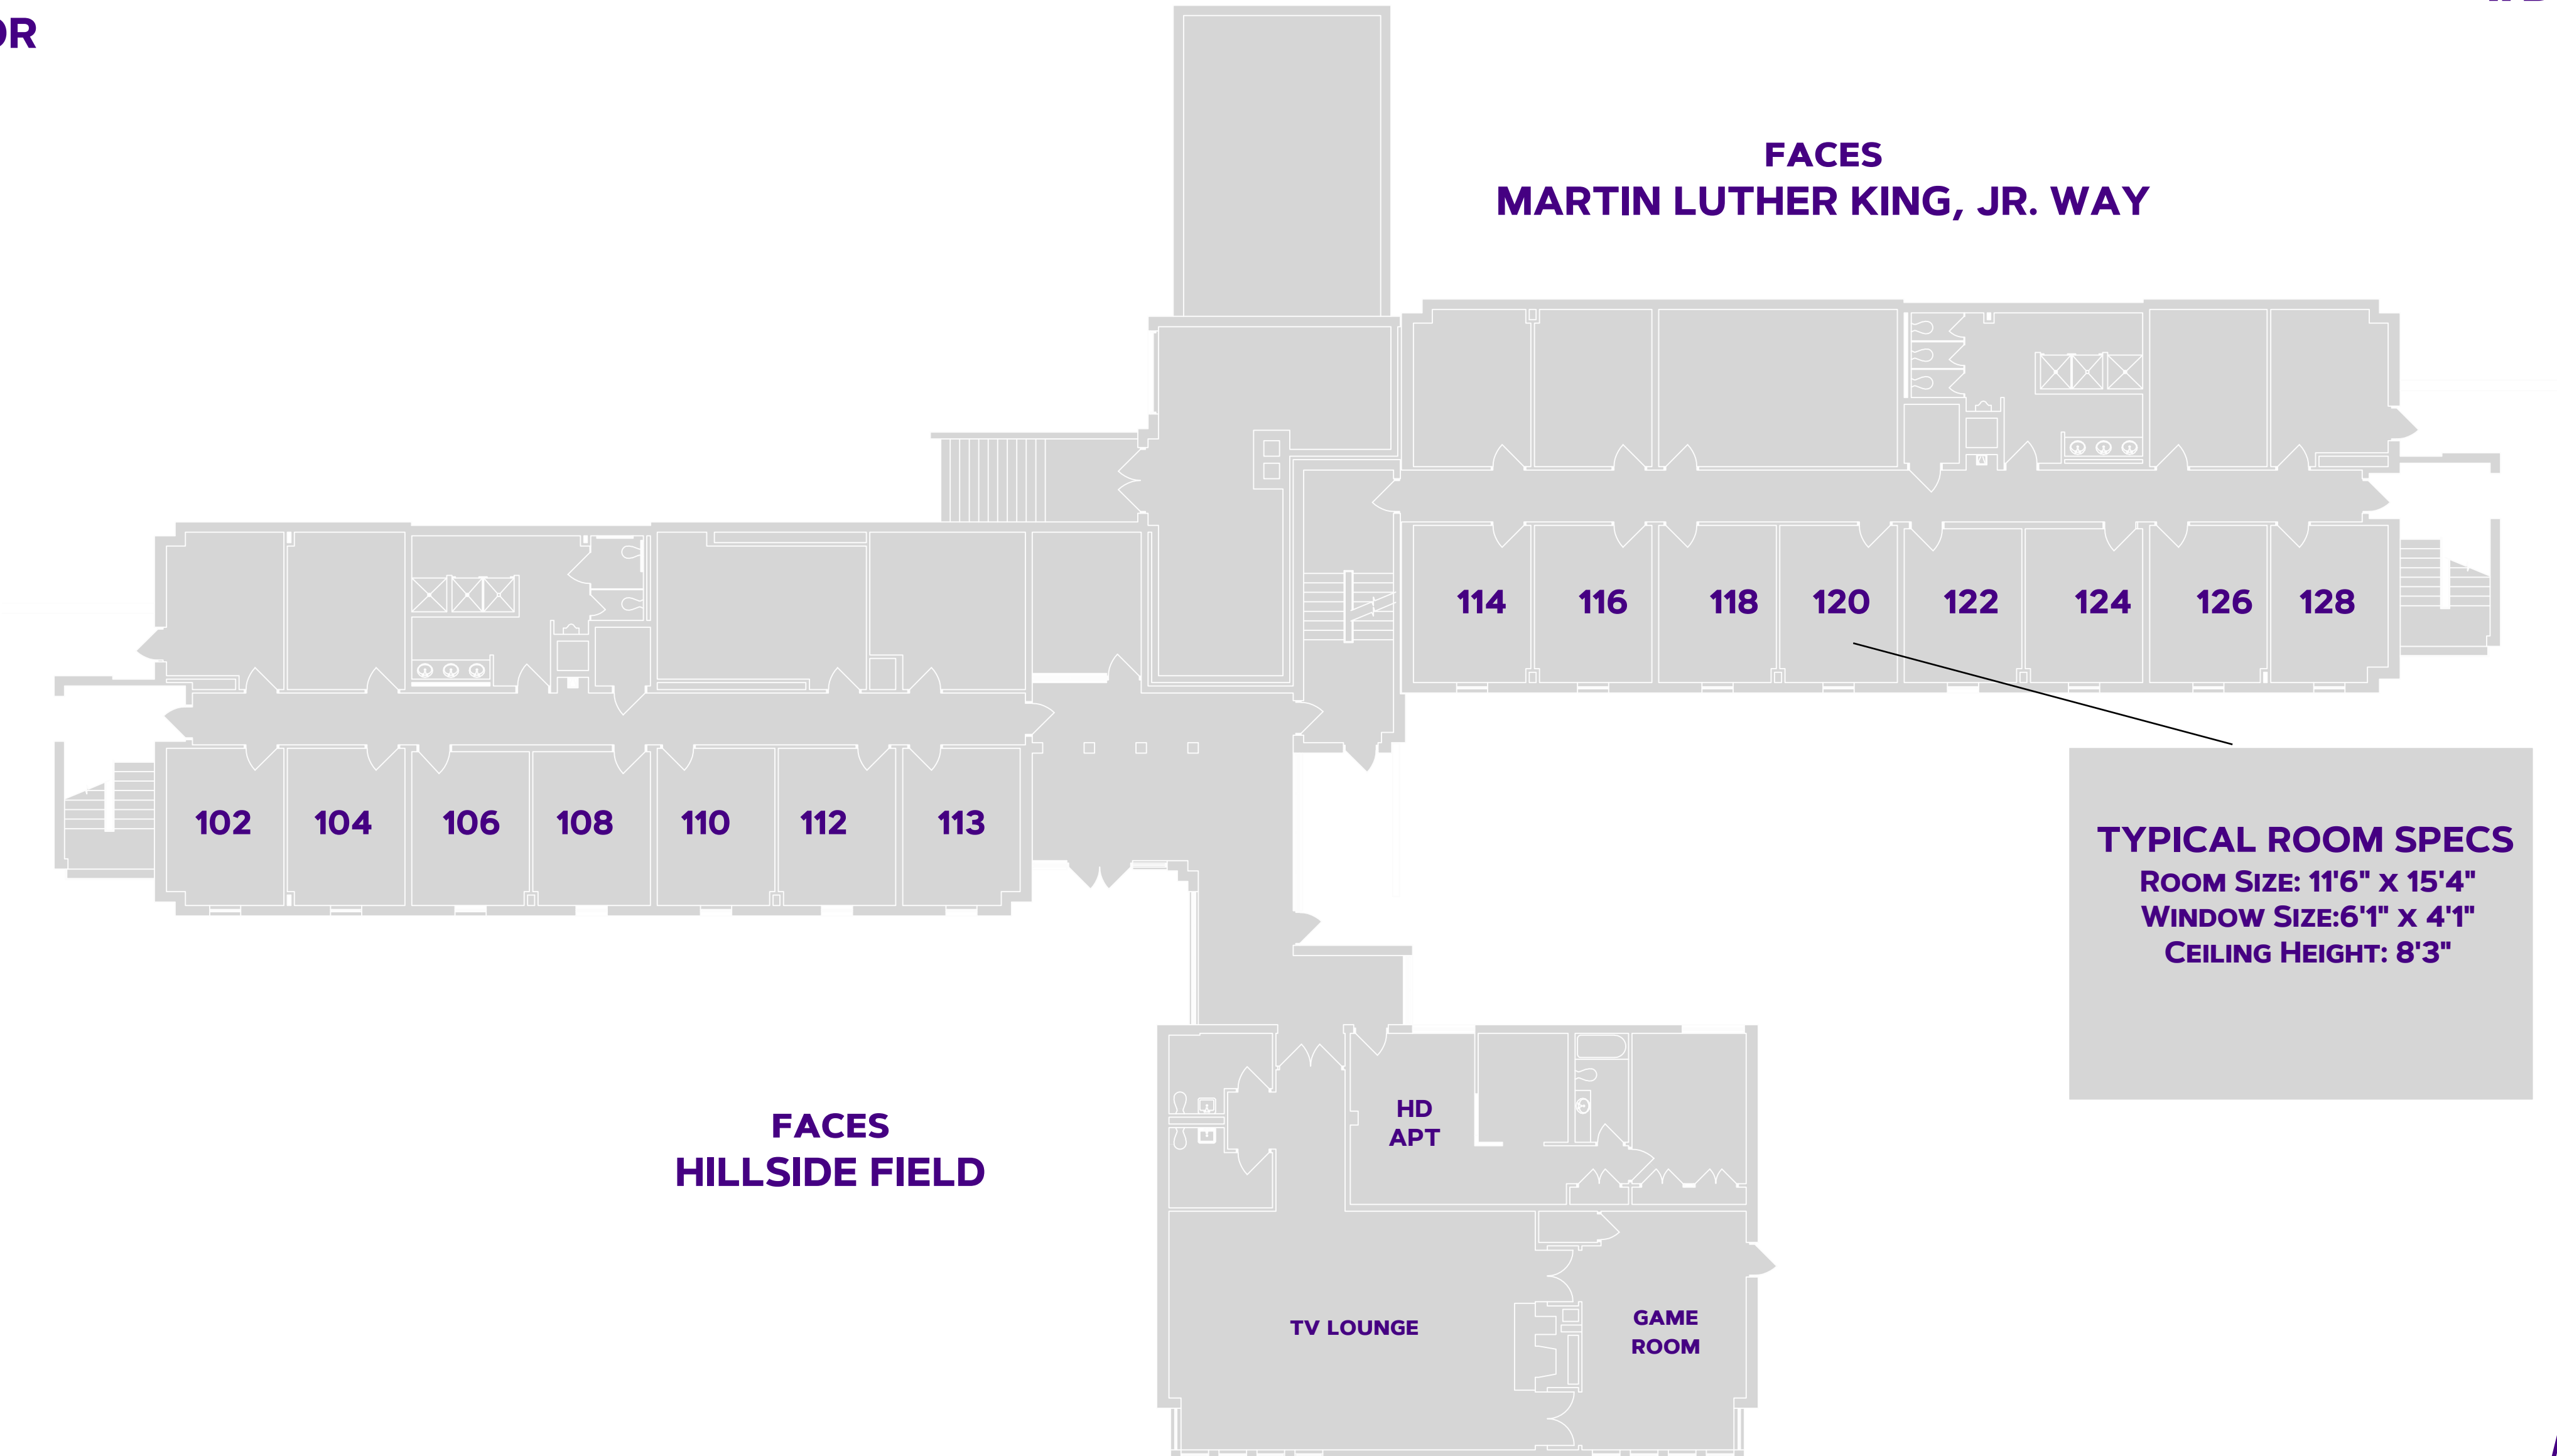 OR
FACES
MARTIN LUTHER KING, JR. WAY
114 116 118 120 122 124 126 128
102 104 106 108 110 112 113
TYPICAL ROOM SPECS
ROOM SIZE: 11'6" X 15'4"
WINDOW SIZE:6'1" X 4'1"
CEILING HEIGHT: 8'3"
FACES
HILLSIDE FIELD
HD
APT
TV LOUNGE
GAME
ROOM